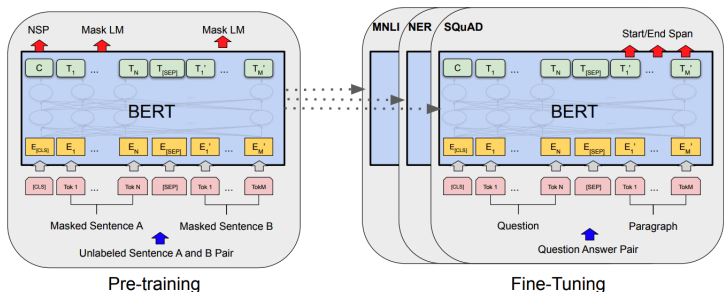 NSP Mask LM Mask LM
C T1 ... TN T[SEP] T1' ... TM'
BERT
E[CLS] E1 ... EN E[SEP] E1' ... EM'
[CLS] Tok 1 ... Tok N [SEP] Tok 1 ... TokM
Masked Sentence A Masked Sentence B
Unlabeled Sentence A and B Pair
Pre-training
MNLI NER SQuAD
Start/End Span
C T1 ... TN T[SEP] T1' ... TM'
BERT
E[CLS] E1 ... EN E[SEP] E1' ... EM'
[CLS] Tok 1 ... Tok N [SEP] Tok 1 ... TokM
Question Paragraph
Question Answer Pair
Fine-Tuning